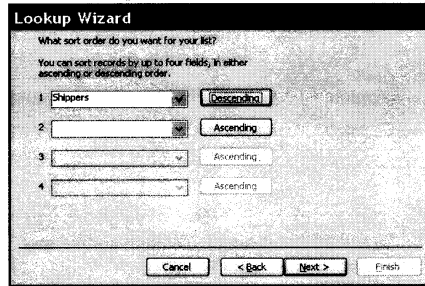 Lookup Wizard
What sort order do you want for your list?
You can sort records by up to four fields, in either
ascending or descending order.
1 Shippers Descending
2 Ascending
3 Ascending
4 Ascending
Cancel < Back Next > Finish